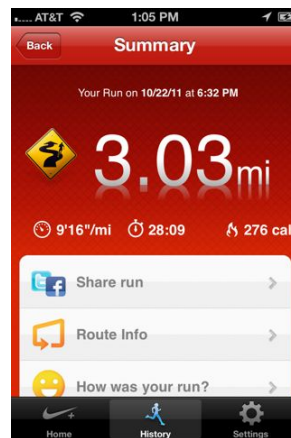 AT&T 1:05 PM
Back Summary
Your Run on 10/22/11 at 6:32 PM
3.03mi
9'16"/mi 28:09 276 cal
Share run
Route Info
How was your run?
Home History Settings